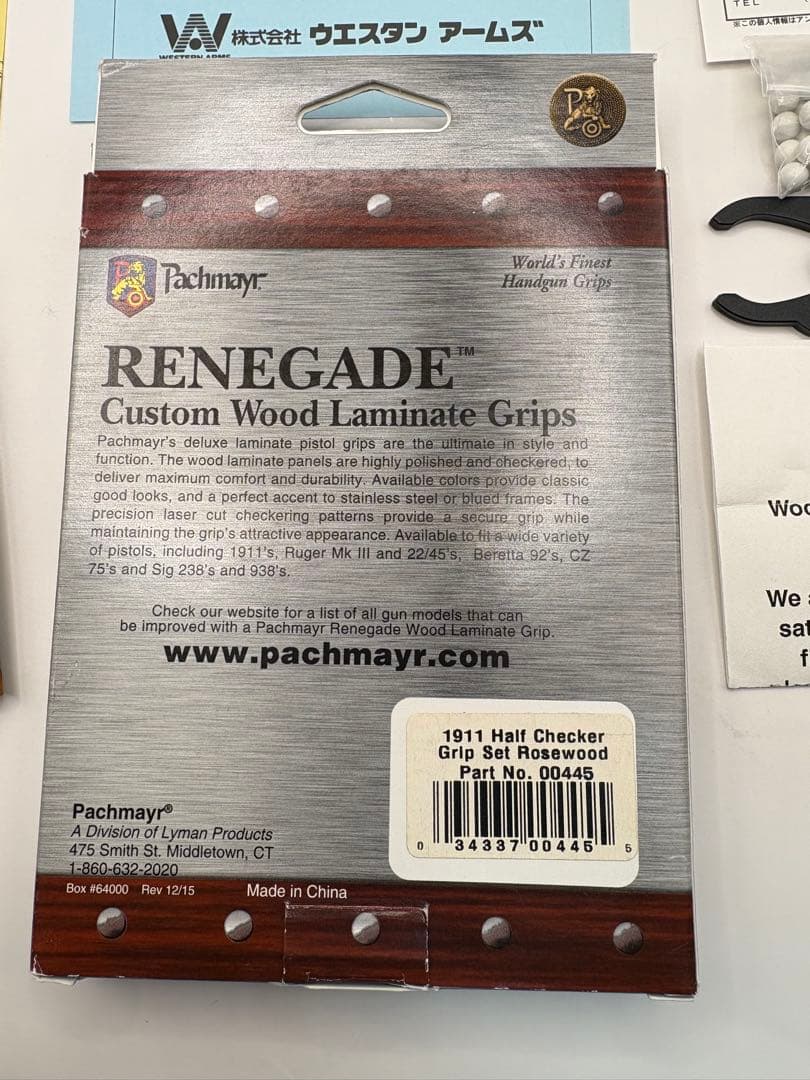 株式会社 ウエスタン アームズ
WESTERN ARMS
TEL
Pachmayr
World's Finest
Handgun Grips
RENEGADE™
Custom Wood Laminate Grips
Pachmayr's deluxe laminate pistol grips are the ultimate in style and
function. The wood laminate panels are highly polished and checkered, to
deliver maximum comfort and durability. Available colors provide classic
good looks, and a perfect accent to stainless steel or blued frames. The
precision laser cut checkering patterns provide a secure grip while
maintaining the grip's attractive appearance. Available to fit a wide variety
of pistols, including 1911's, Ruger Mk III and 22/45's, Beretta 92's, CZ
75's and Sig 238's and 938's.
Check our website for a list of all gun models that can
be improved with a Pachmayr Renegade Wood Laminate Grip.
www.pachmayr.com
1911 Half Checker
Grip Set Rosewood
Part No. 00445
0 34337 00445 6
Pachmayr®
A Division of Lyman Products
475 Smith St. Middletown, CT
1-860-632-2020
Box #64000 Rev 12/15 Made in China
We